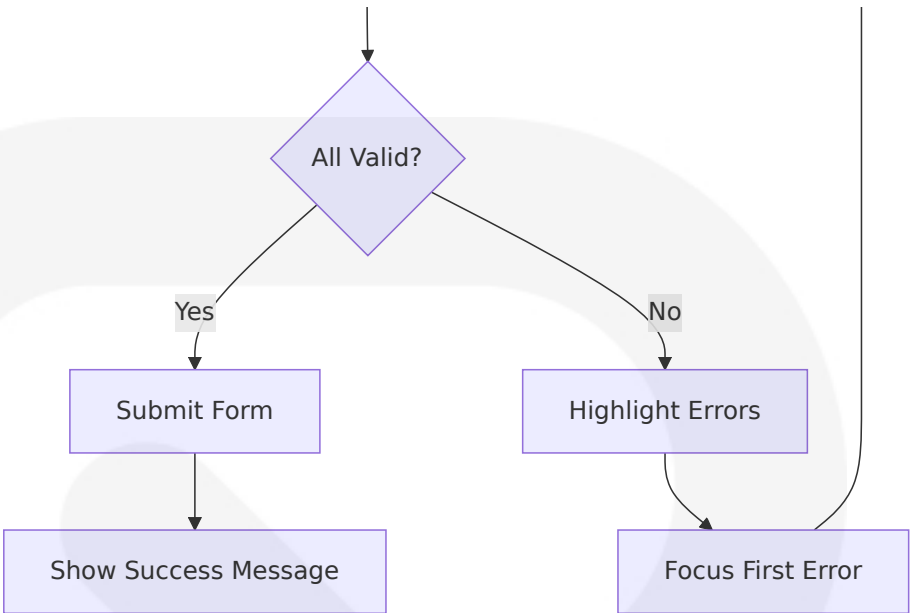 All Valid?
Yes
No
Submit Form
Highlight Errors
Show Success Message
Focus First Error